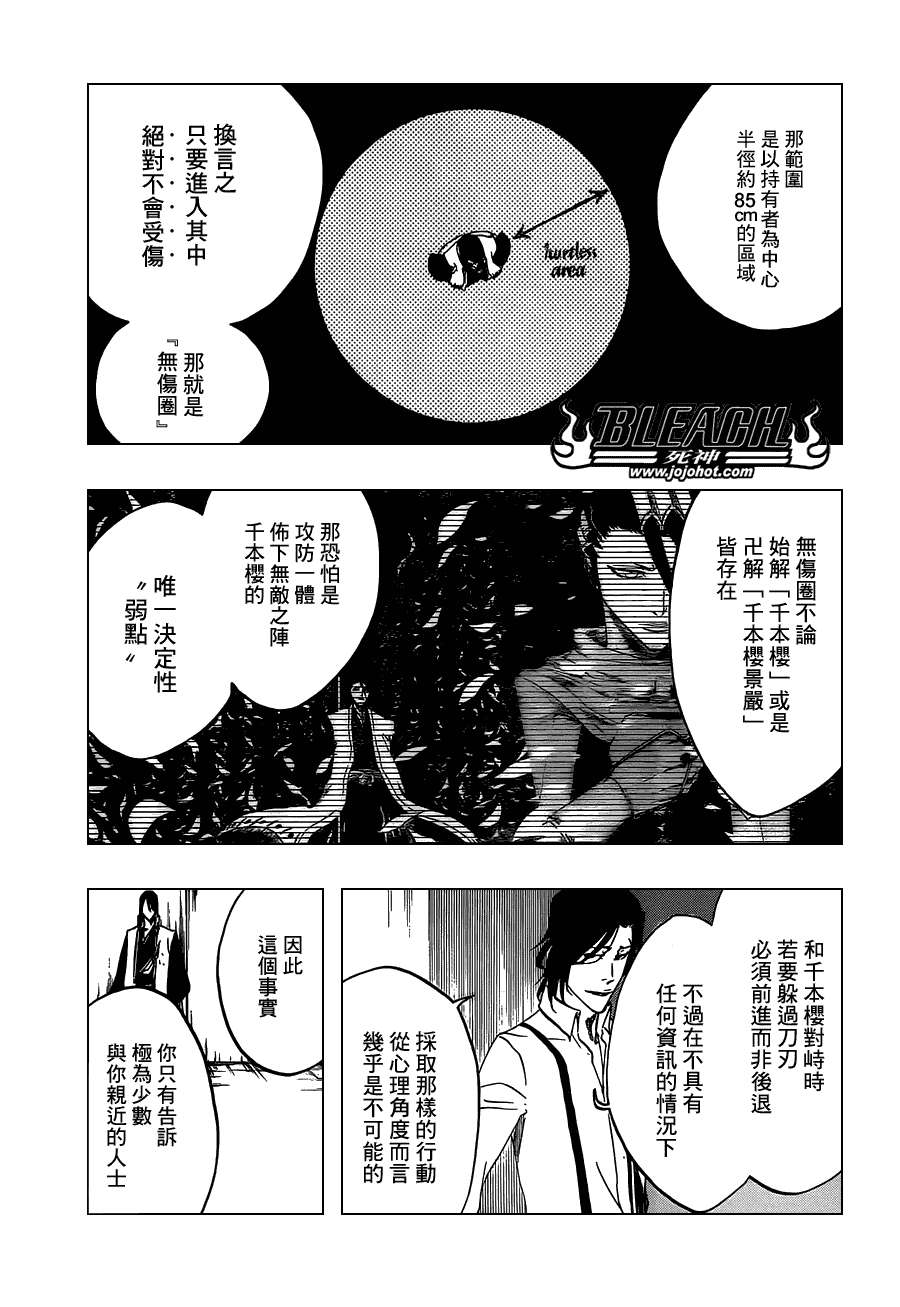 那範圍
是以持有者為中心
半徑約85cm的區域
hurtless
area
換言之
只要進入其中
絕對不會受傷
那就是
『無傷圈』
BLEACH
死神
www.jojohot.com
無傷圈不論
始解「千本櫻」或是
卍解「千本櫻景嚴」
皆存在
那恐怕是
攻防一體
佈下無敵之陣
千本櫻的
唯一決定性
〝弱點〞
和千本櫻對峙時
若要躲過刀刃
必須前進而非後退
不過在不具有
任何資訊的情況下
採取那樣的行動
從心理角度而言
幾乎是不可能的
因此
這個事實
你只有告訴
極為少數
與你親近的人士